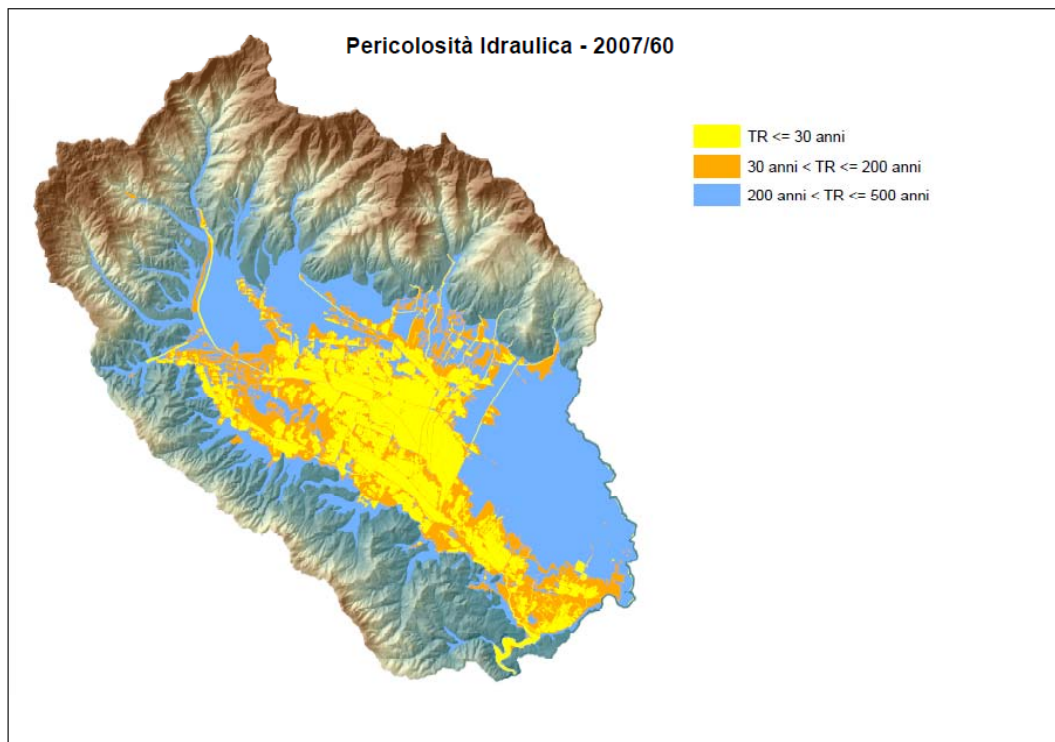 Pericolosità Idraulica - 2007/60
TR <= 30 anni
30 anni < TR <= 200 anni
200 anni < TR <= 500 anni